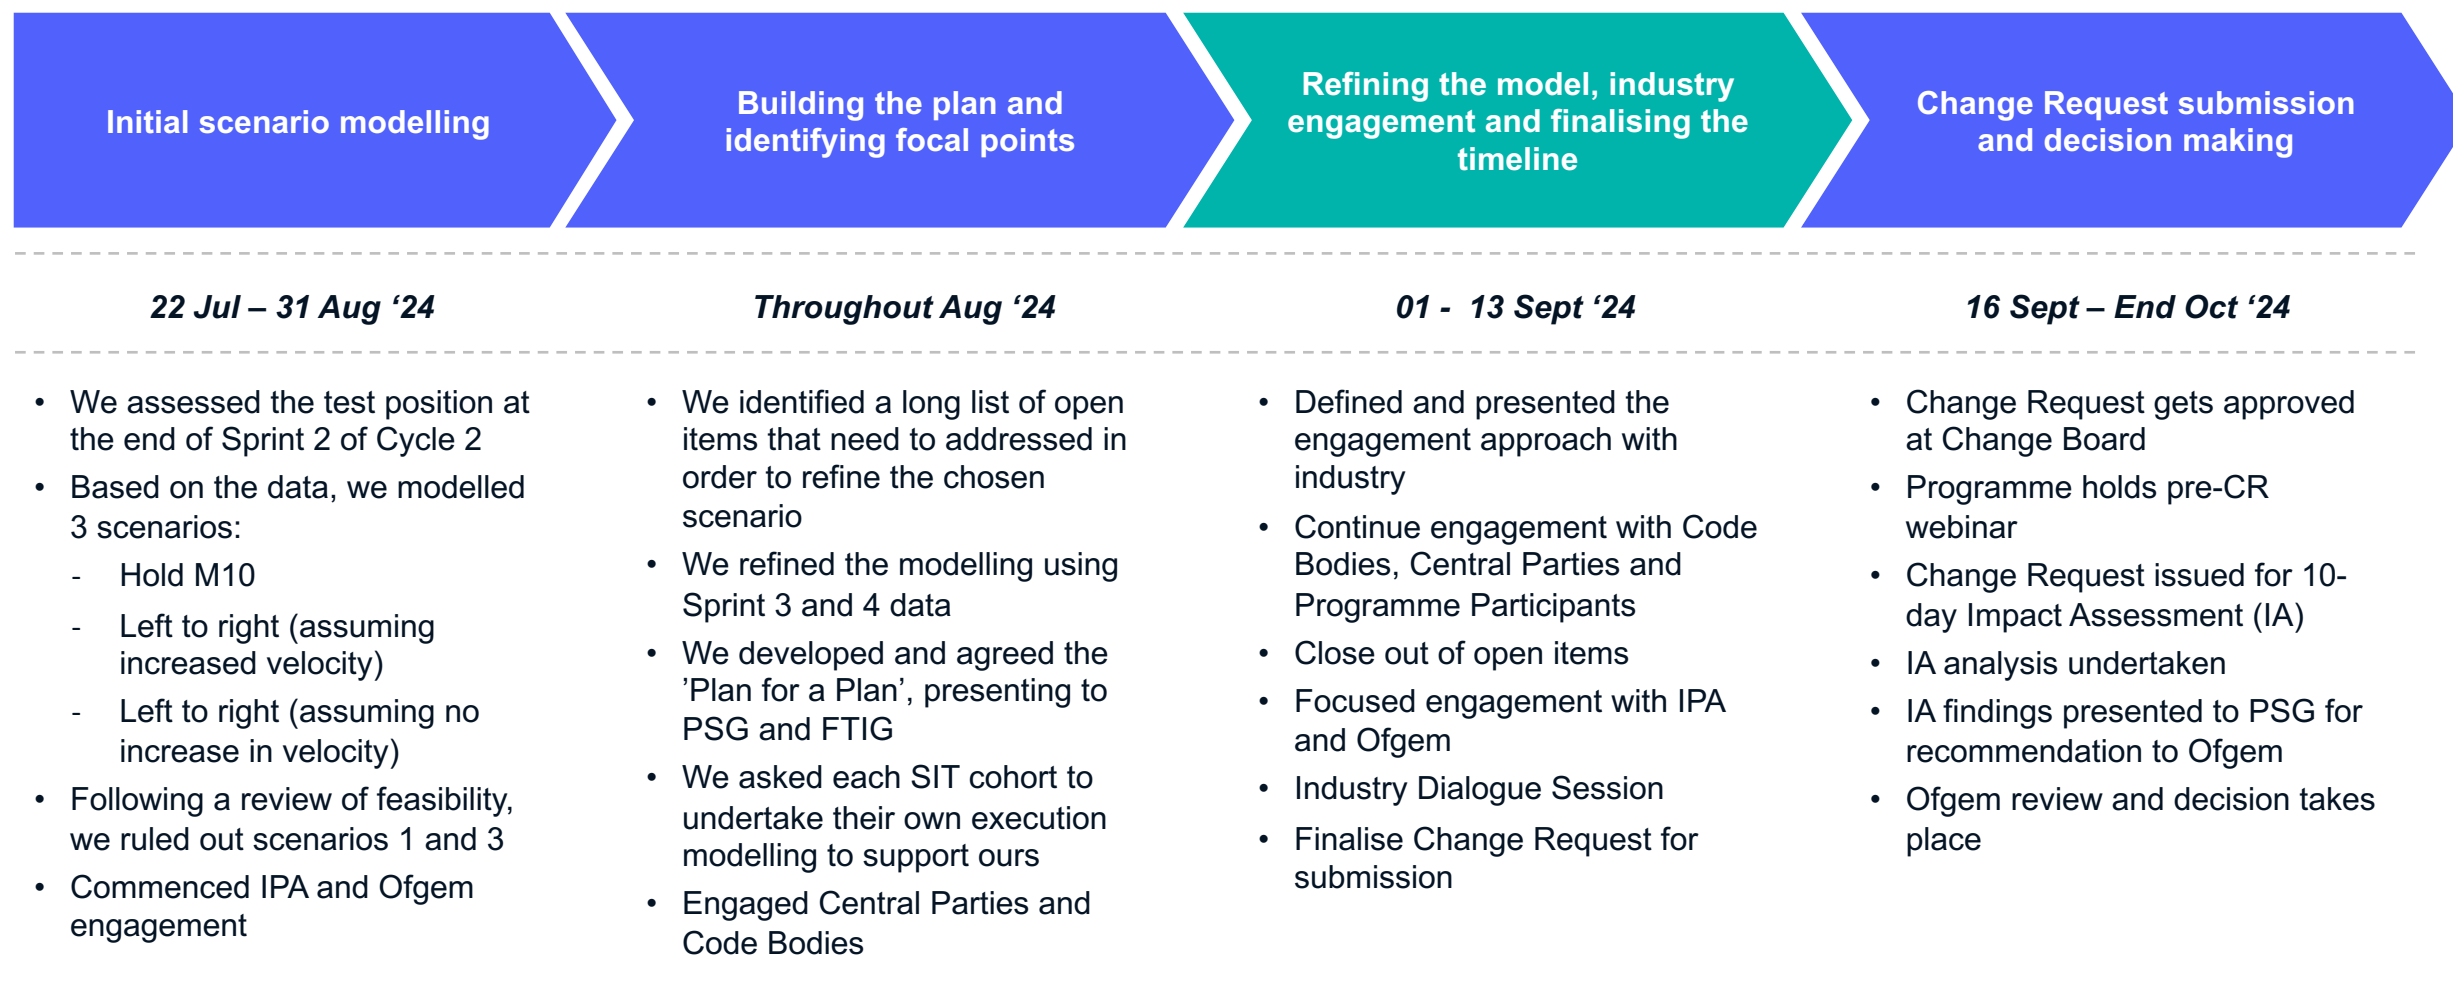 Initial scenario modelling
Building the plan and
identifying focal points
Refining the model, industry
engagement and finalising the
timeline
Change Request submission
and decision making
22 Jul – 31 Aug ‘24
Throughout Aug ‘24
01 - 13 Sept ‘24
16 Sept – End Oct ‘24
• We assessed the test position at
the end of Sprint 2 of Cycle 2
• Based on the data, we modelled
3 scenarios:
- Hold M10
- Left to right (assuming
increased velocity)
- Left to right (assuming no
increase in velocity)
• Following a review of feasibility,
we ruled out scenarios 1 and 3
• Commenced IPA and Ofgem
engagement
• We identified a long list of open
items that need to addressed in
order to refine the chosen
scenario
• We refined the modelling using
Sprint 3 and 4 data
• We developed and agreed the
’Plan for a Plan’, presenting to
PSG and FTIG
• We asked each SIT cohort to
undertake their own execution
modelling to support ours
• Engaged Central Parties and
Code Bodies
• Defined and presented the
engagement approach with
industry
• Continue engagement with Code
Bodies, Central Parties and
Programme Participants
• Close out of open items
• Focused engagement with IPA
and Ofgem
• Industry Dialogue Session
• Finalise Change Request for
submission
• Change Request gets approved
at Change Board
• Programme holds pre-CR
webinar
• Change Request issued for 10-
day Impact Assessment (IA)
• IA analysis undertaken
• IA findings presented to PSG for
recommendation to Ofgem
• Ofgem review and decision takes
place